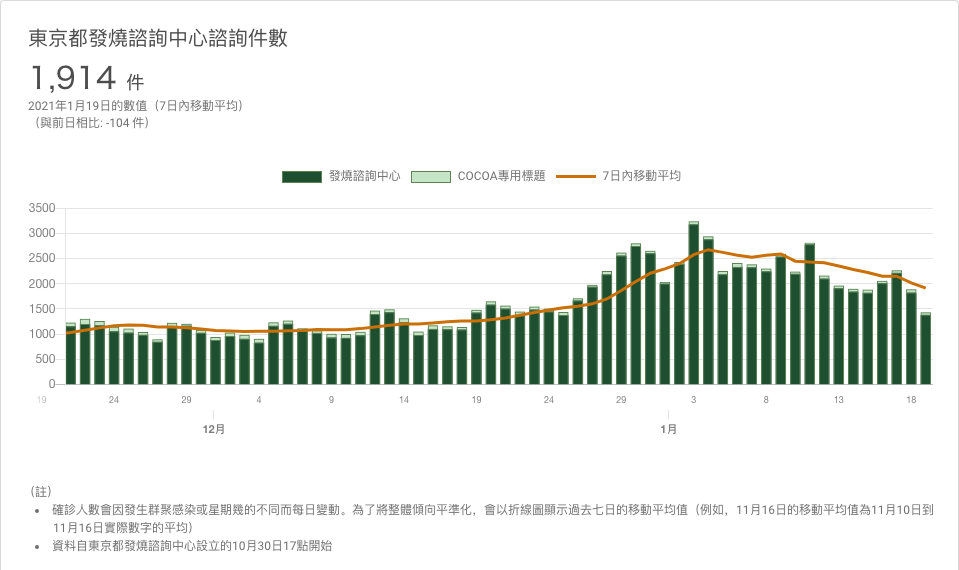 東京都發燒諮詢中心諮詢件數
1,914 件
2021年1月19日的數值（7日內移動平均）
（與前日相比: -104 件）
發燒諮詢中心 COCOA專用標題 7日內移動平均
3500
3000
2500
2000
1500
1000
500
0
19 24 29 4 9 14 19 24 29 3 8 13 18
12月 1月
（註）
• 確診人數會因發生群聚感染或星期幾的不同而每日變動。為了將整體傾向平準化，會以折線圖顯示過去七日的移動平均值（例如，11月16日的移動平均值為11月10日到
11月16日實際數字的平均）
• 資料自東京都發燒諮詢中心設立的10月30日17點開始